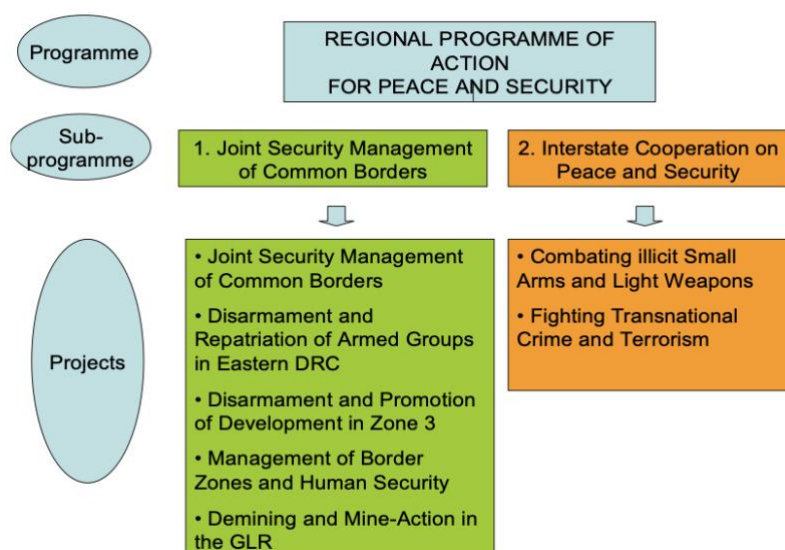 Programme
REGIONAL PROGRAMME OF
ACTION
FOR PEACE AND SECURITY
Sub-
programme
1. Joint Security Management
of Common Borders
2. Interstate Cooperation on
Peace and Security
Projects
• Joint Security Management
of Common Borders
• Disarmament and
Repatriation of Armed Groups
in Eastern DRC
• Disarmament and Promotion
of Development in Zone 3
• Management of Border
Zones and Human Security
• Demining and Mine-Action in
the GLR
• Combating illicit Small
Arms and Light Weapons
• Fighting Transnational
Crime and Terrorism